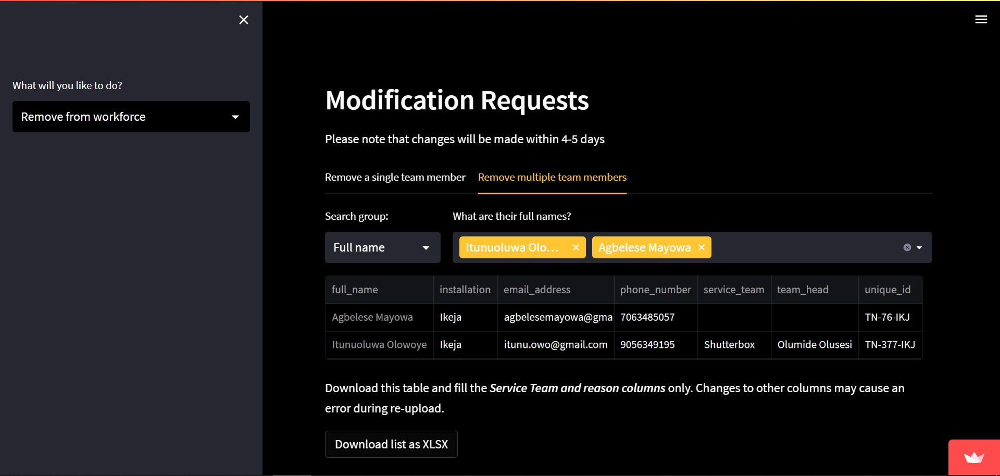 What will you like to do?
Remove from workforce
Modification Requests
Please note that changes will be made within 4-5 days
Remove a single team member Remove multiple team members
Search group: What are their full names?
Full name Itunuoluwa Olo... Agbelese Mayowa
full_name installation email_address phone_number service_team team_head unique_id
Agbelese Mayowa Ikeja agbelesemayowa@gma 7063485057 TN-76-IKJ
Itunuoluwa Olowoye Ikeja itunu.owo@gmail.com 9056349195 Shutterbox Olumide Olusesi TN-377-IKJ
Download this table and fill the Service Team and reason columns only. Changes to other columns may cause an
error during re-upload.
Download list as XLSX